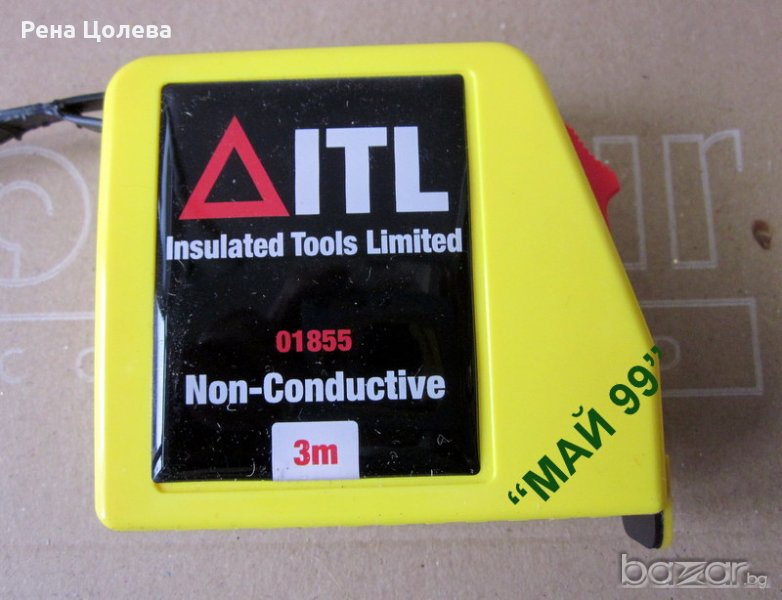 Рена Цолева
ITL
Insulated Tools Limited
01855
Non-Conductive
3m
“МАЙ 99”
bazar.bg